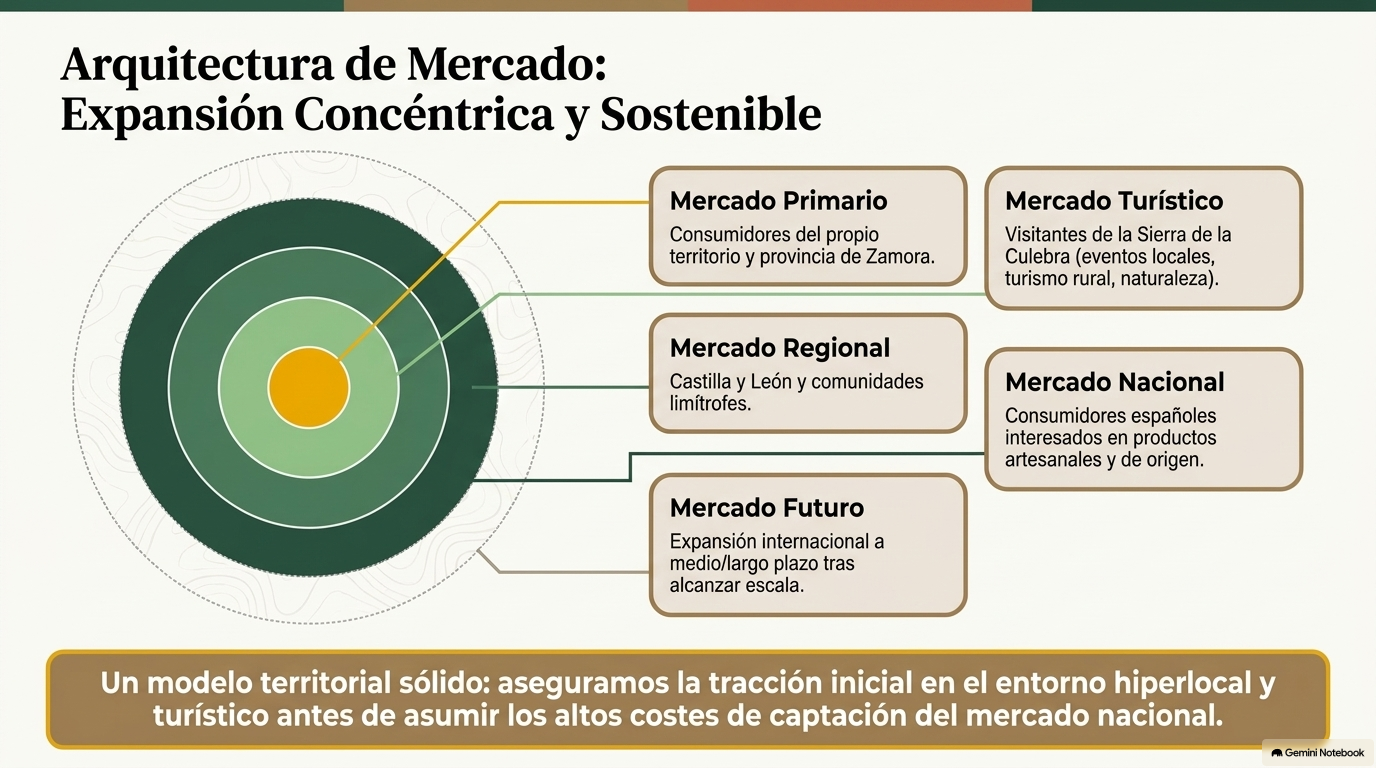 Arquitectura de Mercado:
Expansión Concéntrica y Sostenible
Mercado Primario
Consumidores del propio
territorio y provincia de Zamora.
Mercado Turístico
Visitantes de la Sierra de la
Culebra (eventos locales,
turismo rural, naturaleza).
Mercado Regional
Castilla y León y comunidades
limítrofes.
Mercado Nacional
Consumidores españoles
interesados en productos
artesanales y de origen.
Mercado Futuro
Expansión internacional a
medio/largo plazo tras
alcanzar escala.
Un modelo territorial sólido: aseguramos la tracción inicial en el entorno hiperlocal y
turístico antes de asumir los altos costes de captación del mercado nacional.
Gemini Notebook